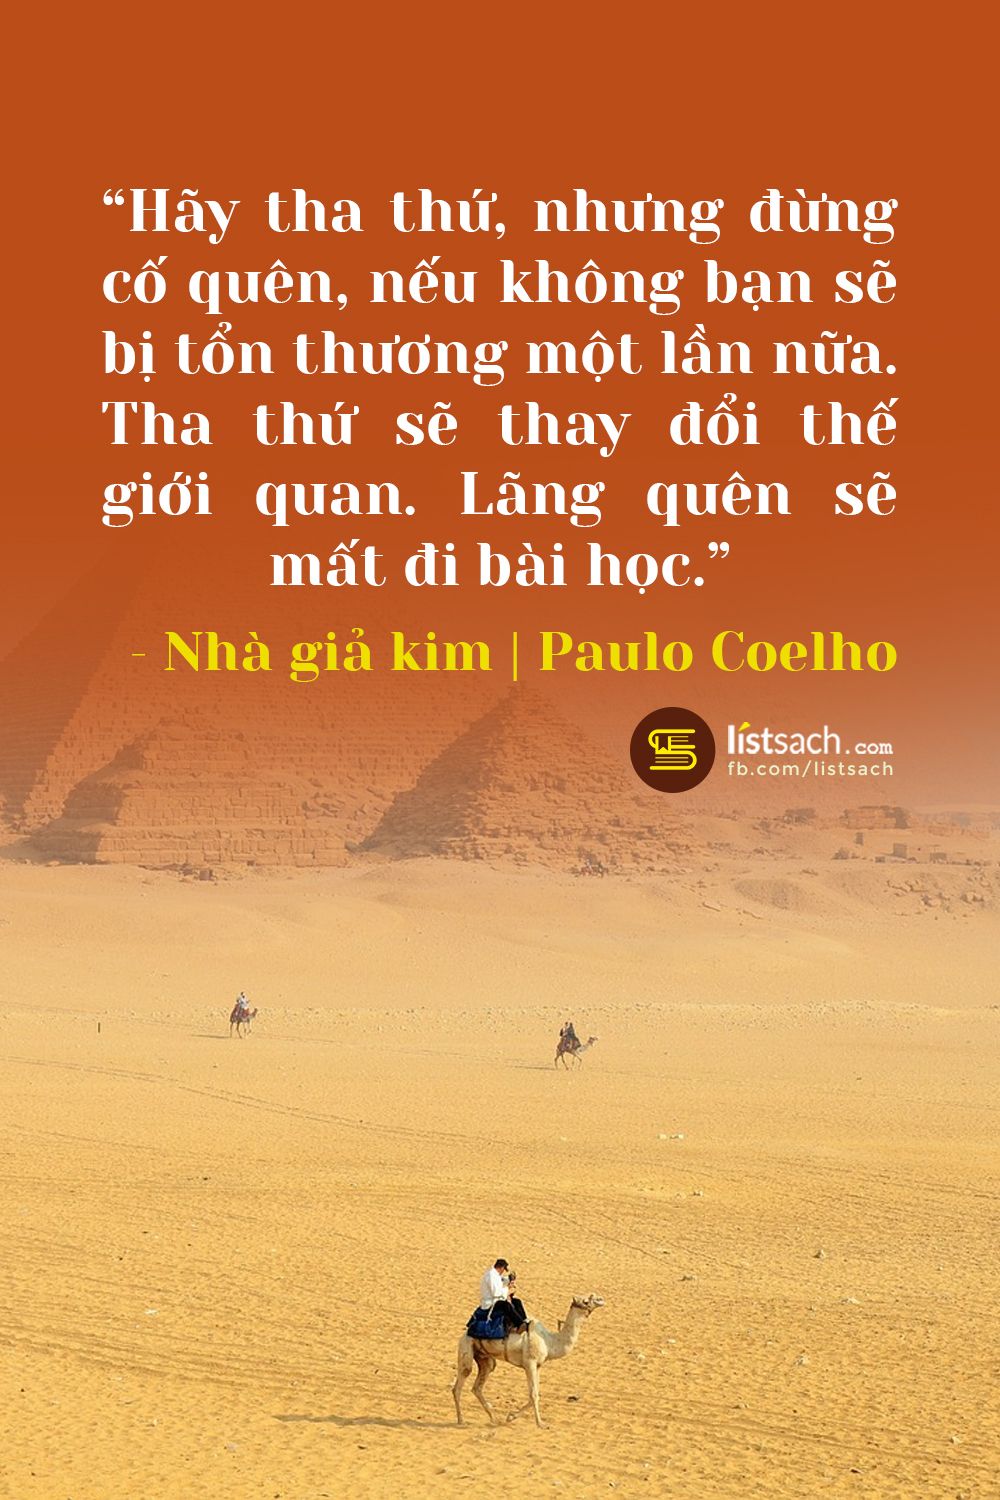 “Hãy tha thứ, nhưng đừng
cố quên, nếu không bạn sẽ
bị tổn thương một lần nữa.
Tha thứ sẽ thay đổi thế
giới quan. Lãng quên sẽ
mất đi bài học.”
- Nhà giả kim | Paulo Coelho
lístsach.com
fb.com/listsach